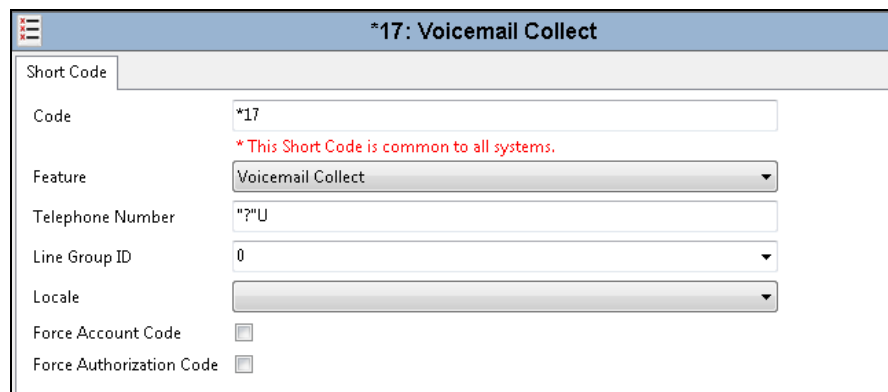 *17: Voicemail Collect
Short Code
Code *17
* This Short Code is common to all systems.
Feature Voicemail Collect
Telephone Number "?"U
Line Group ID 0
Locale
Force Account Code
Force Authorization Code